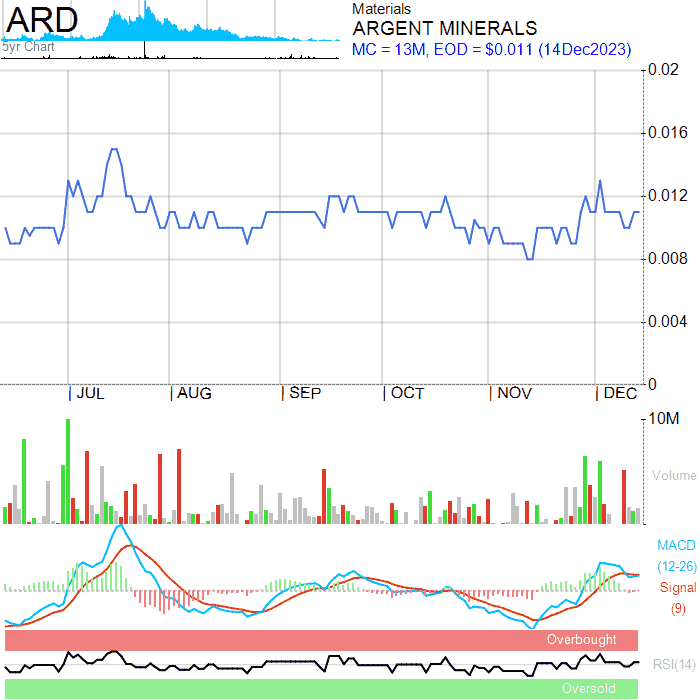 ARD
5yr Chart
Materials
ARGENT MINERALS
MC = 13M, EOD = $0.011 (14Dec2023)
0.02
0.016
0.012
0.008
0.004
0
JUL
AUG
SEP
OCT
NOV
DEC
10M
Volume
MACD
(12-26)
Signal
(9)
Overbought
RSI(14)
Oversold